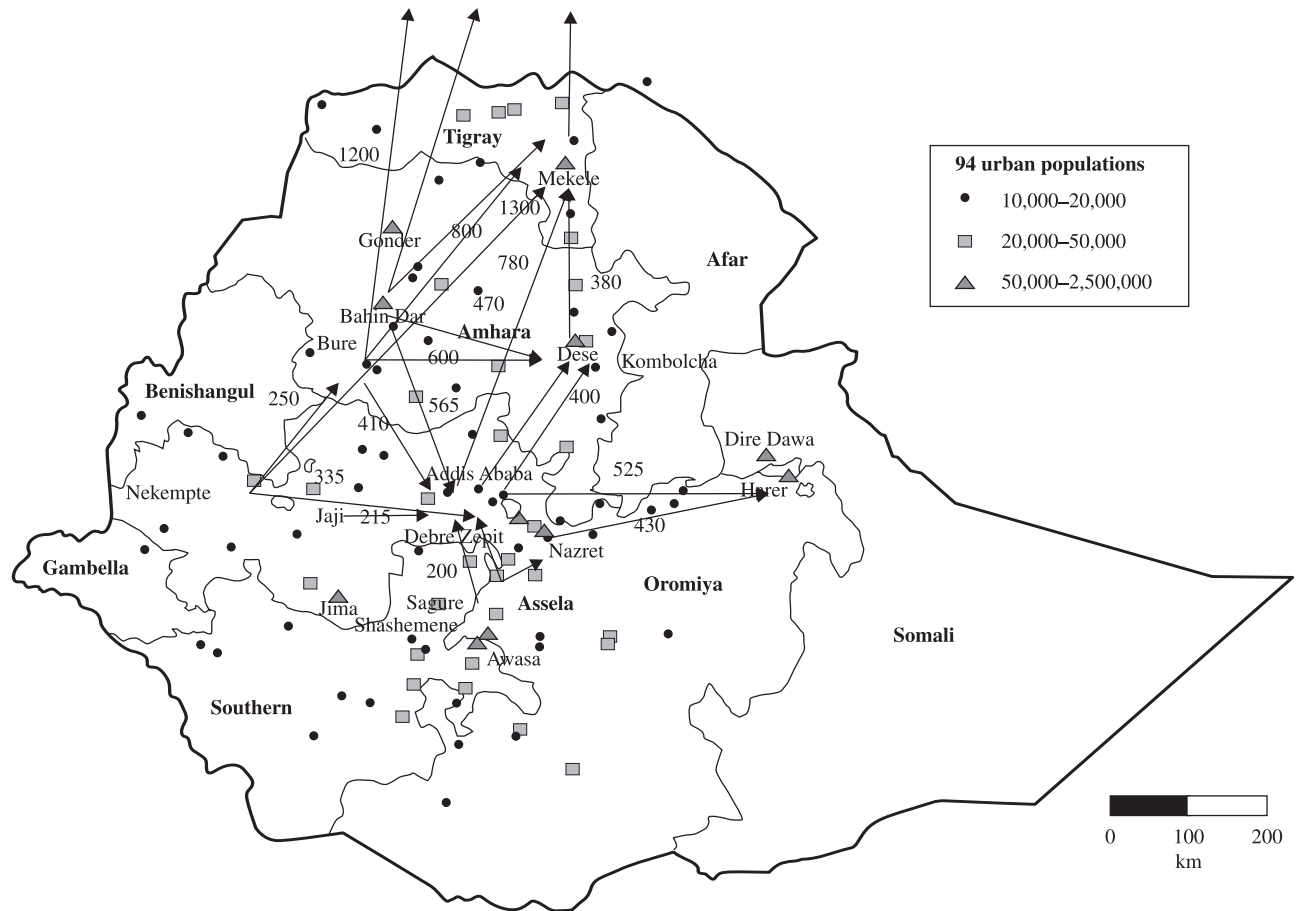 Tigray
1200
Mekele
94 urban populations
10,000–20,000
20,000–50,000
50,000–2,500,000
1300
Gonder
800
Afar
780
380
470
Bahin Dar
Amhara
Bure
600
Dese
Kombolcha
Benishangul
250
565
400
410
Dire Dawa
335
Addis Ababa
525
Nekempte
Harer
Jaji
215
430
Debre Zepit
Nazret
Gambella
200
Oromiya
Jima
Sagure
Assela
Shashemene
Somali
Awasa
Southern
0 100 200
km